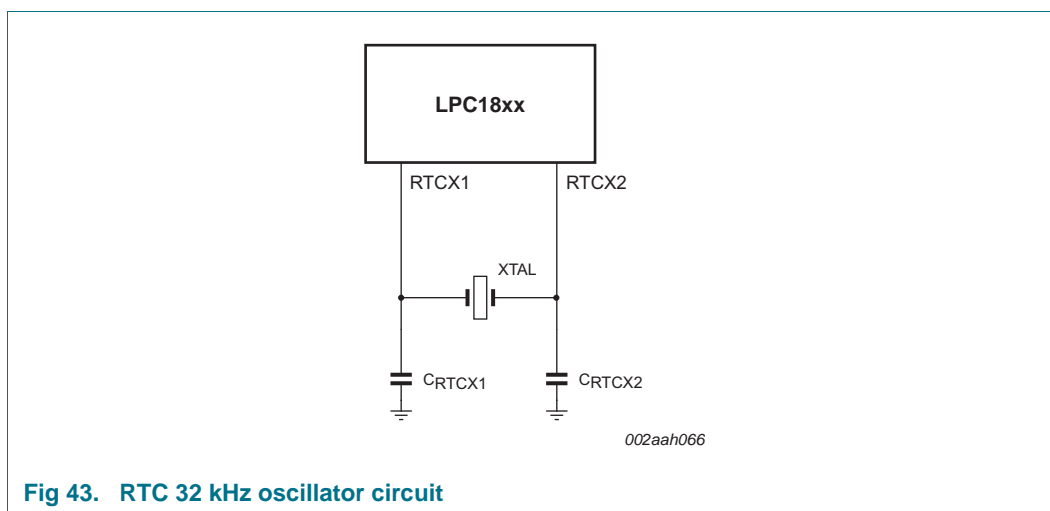 LPC18xx
RTCX1 RTCX2
XTAL
CRTCX1 CRTCX2
002aah066
Fig 43. RTC 32 kHz oscillator circuit